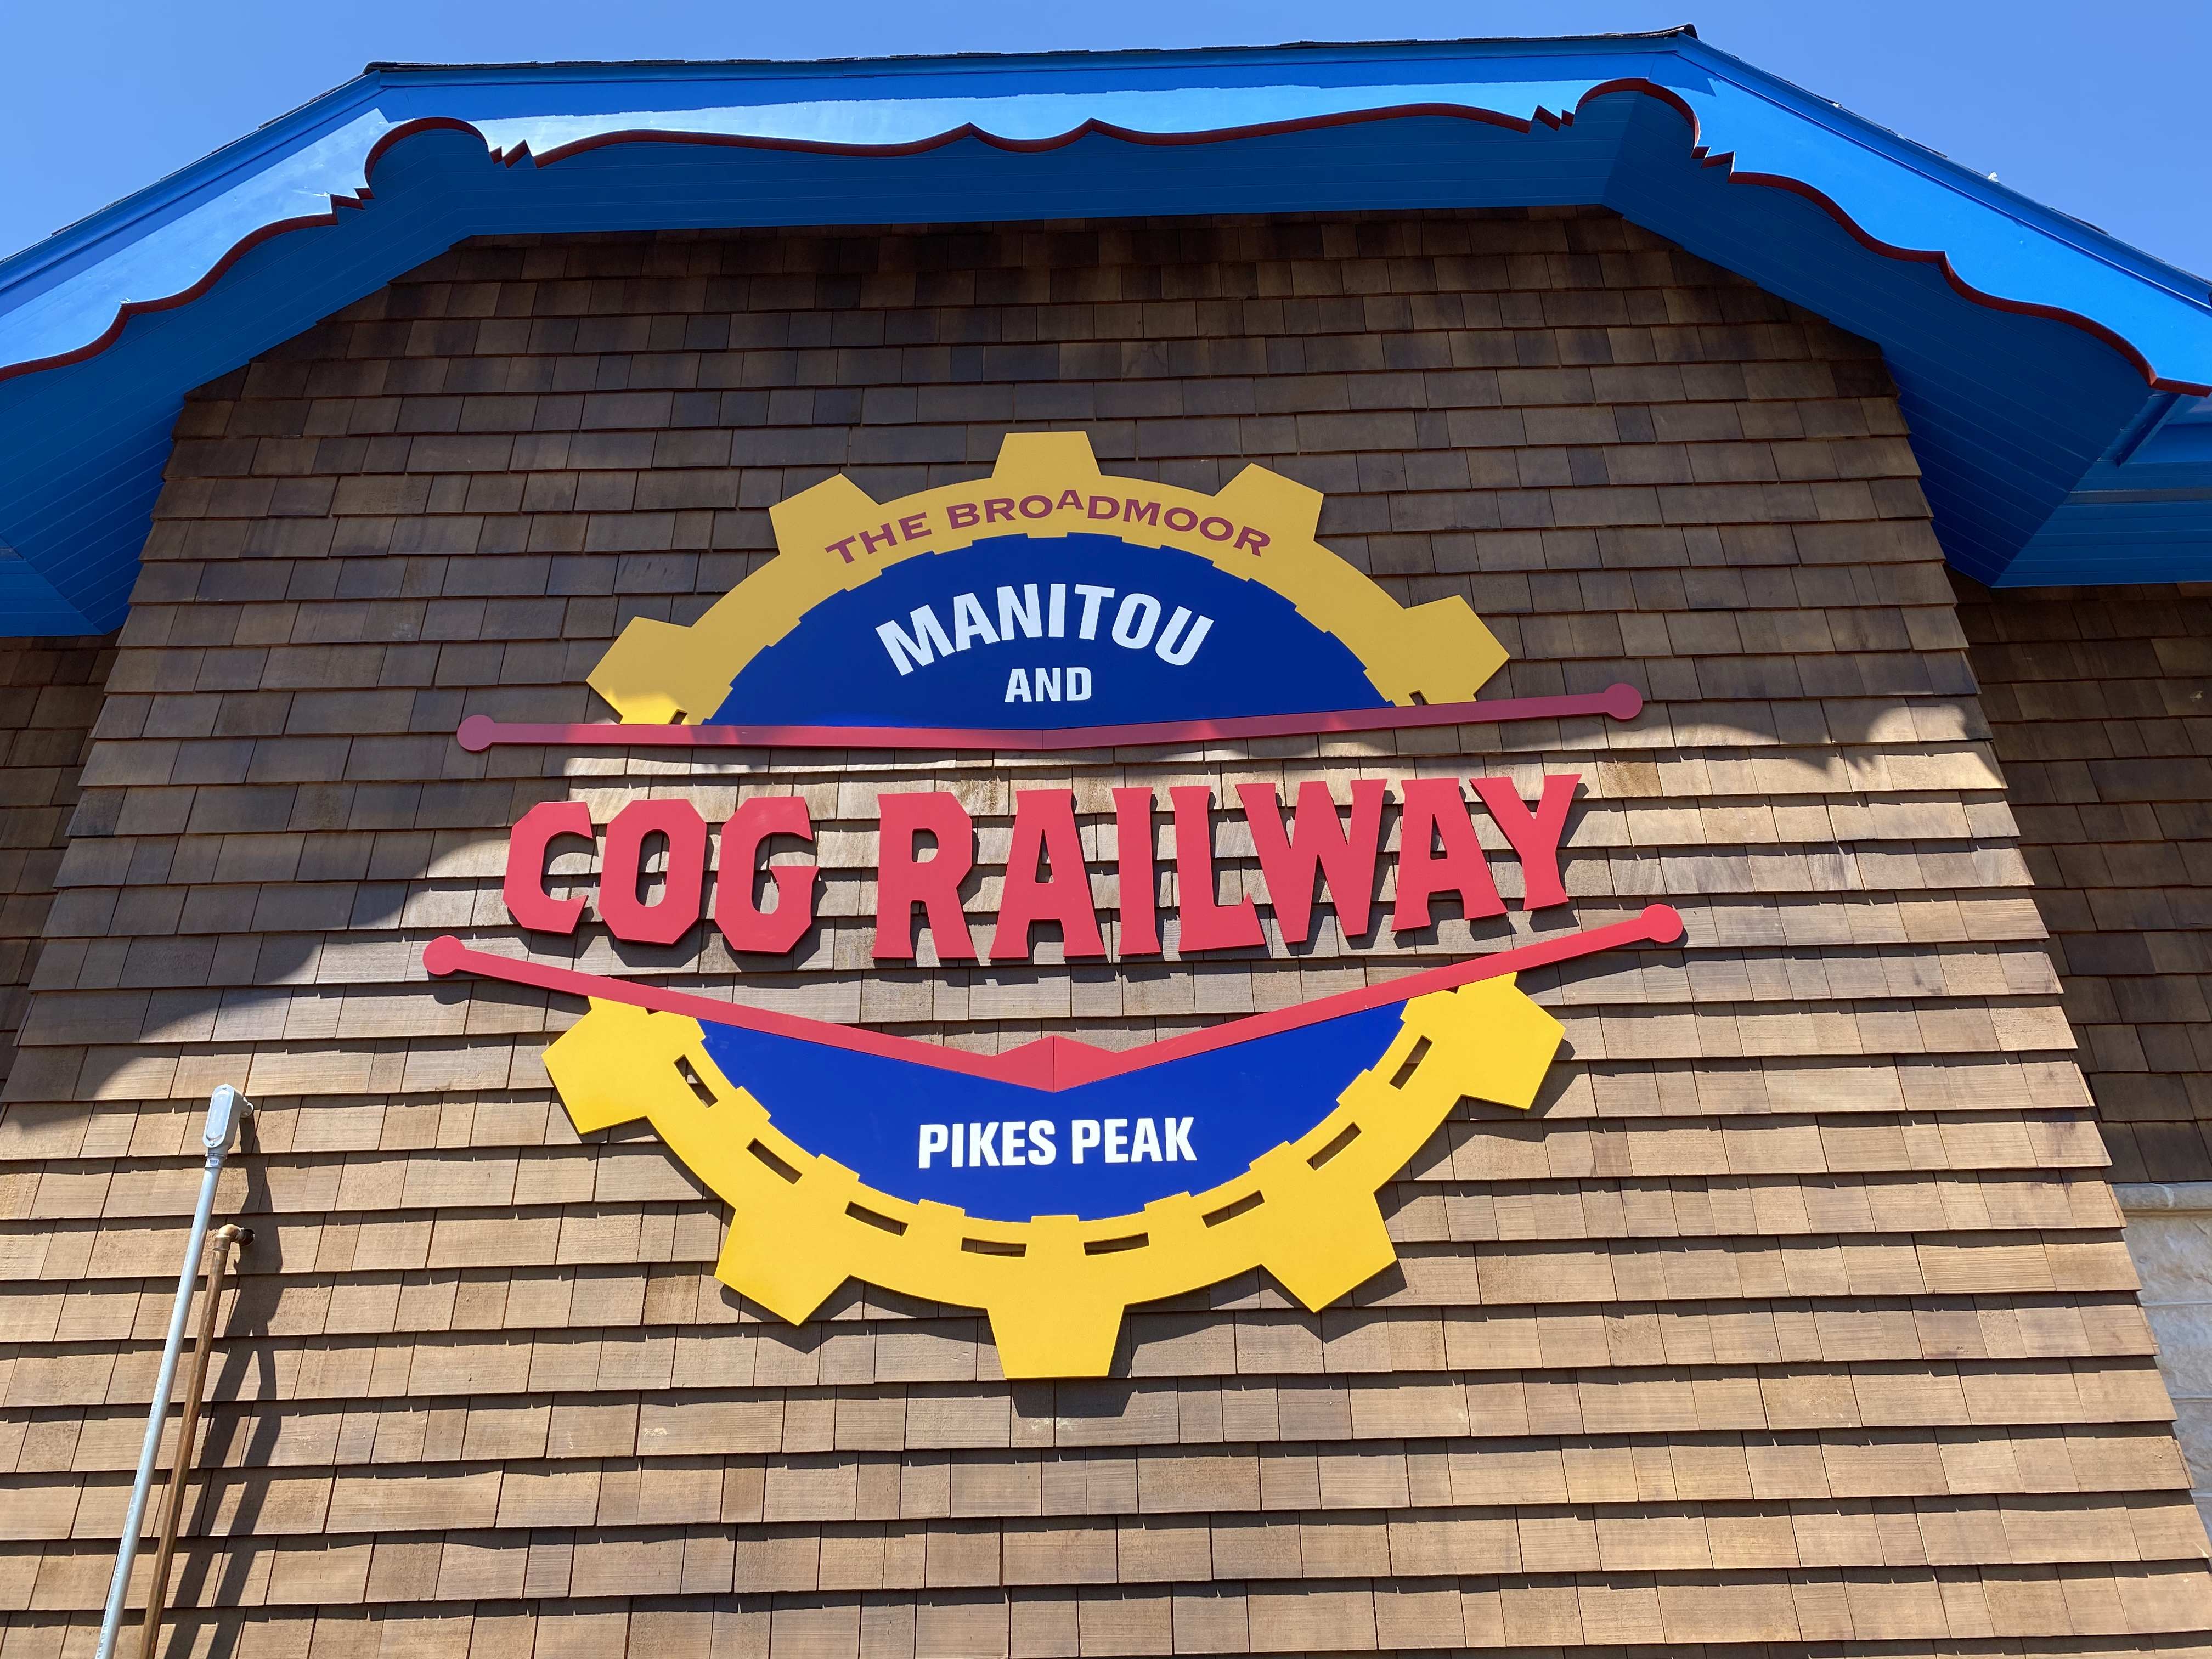 THE BROADMOOR
MANITOU
AND
COG RAILWAY
PIKES PEAK